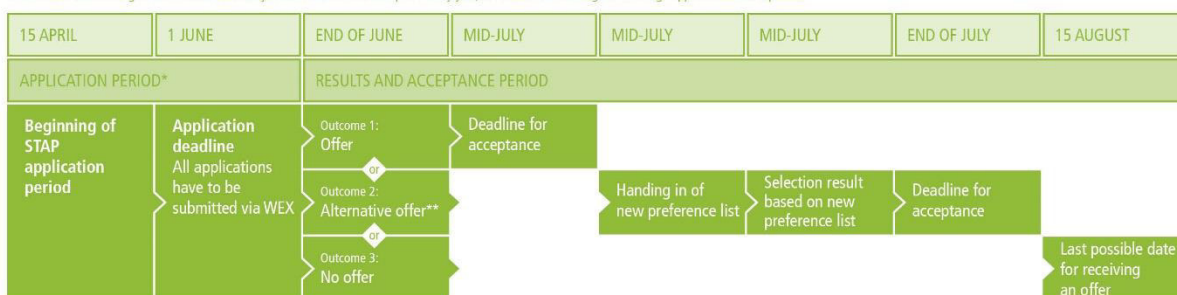 15 APRIL
1 JUNE
END OF JUNE
MID-JULY
MID-JULY
MID-JULY
END OF JULY
15 AUGUST
APPLICATION PERIOD*
RESULTS AND ACCEPTANCE PERIOD
Beginning of
STAP
application
period
Application
deadline
All applications
have to be
submitted via WEX
Outcome 1:
Offer
or
Outcome 2:
Alternative offer**
or
Outcome 3:
No offer
Deadline for
acceptance
Handing in of
new preference list
Selection result
based on new
preference list
Deadline for
acceptance
Last possible date
for receiving
an offer